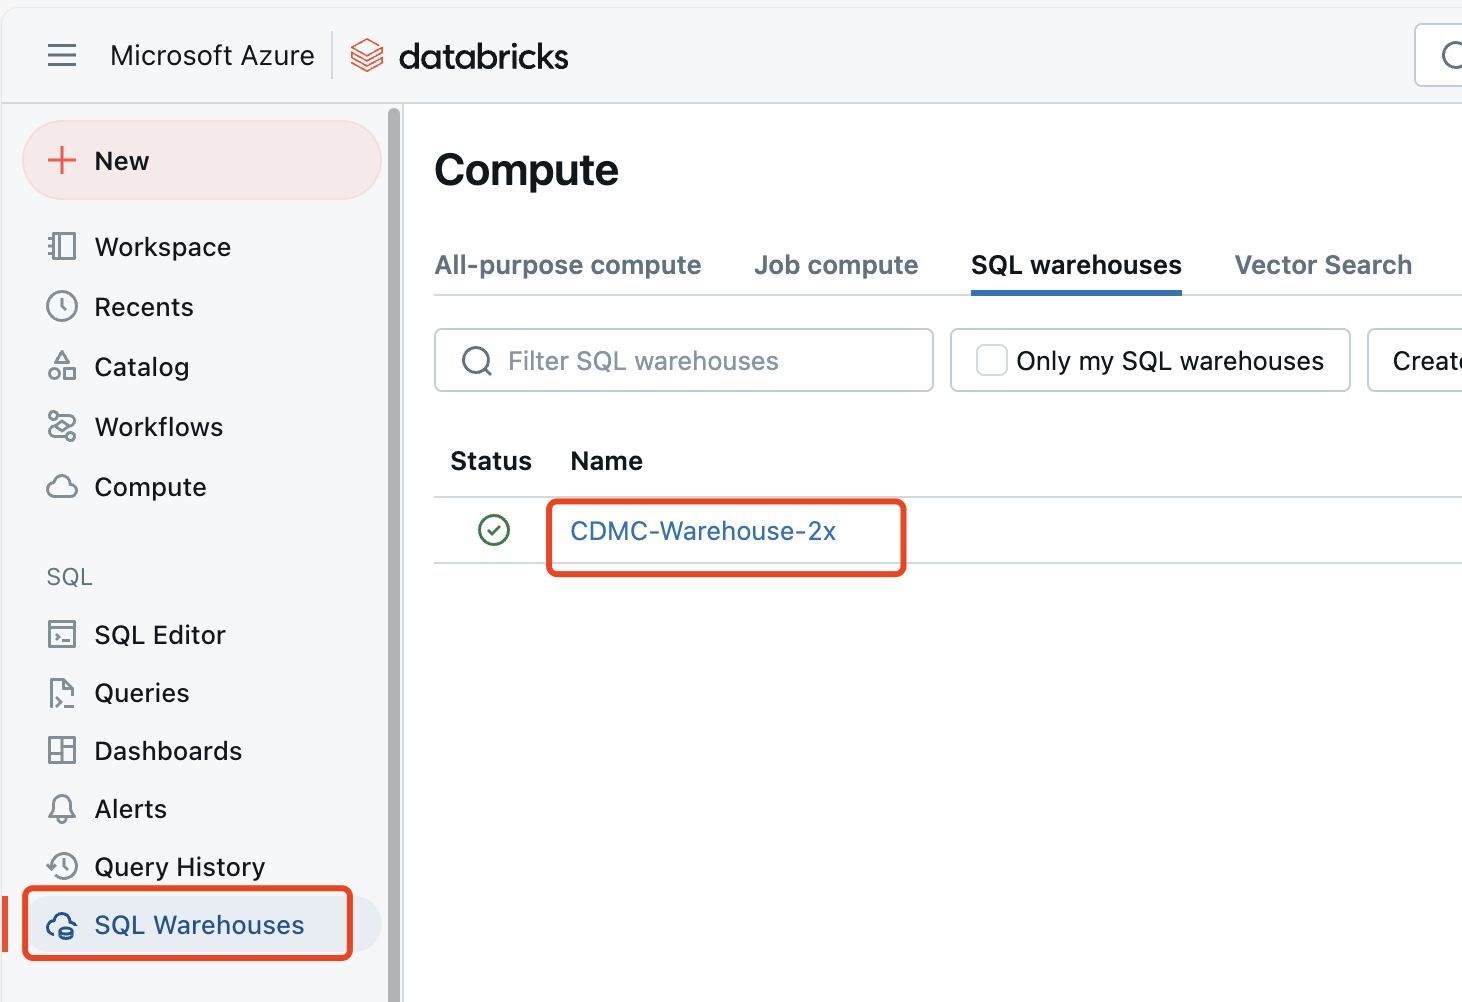 Microsoft Azure databricks
New
Workspace
Recents
Catalog
Workflows
Compute
SQL
SQL Editor
Queries
Dashboards
Alerts
Query History
SQL Warehouses
Compute
All-purpose compute Job compute SQL warehouses Vector Search
Filter SQL warehouses Only my SQL warehouses
Status Name
CDMC-Warehouse-2x